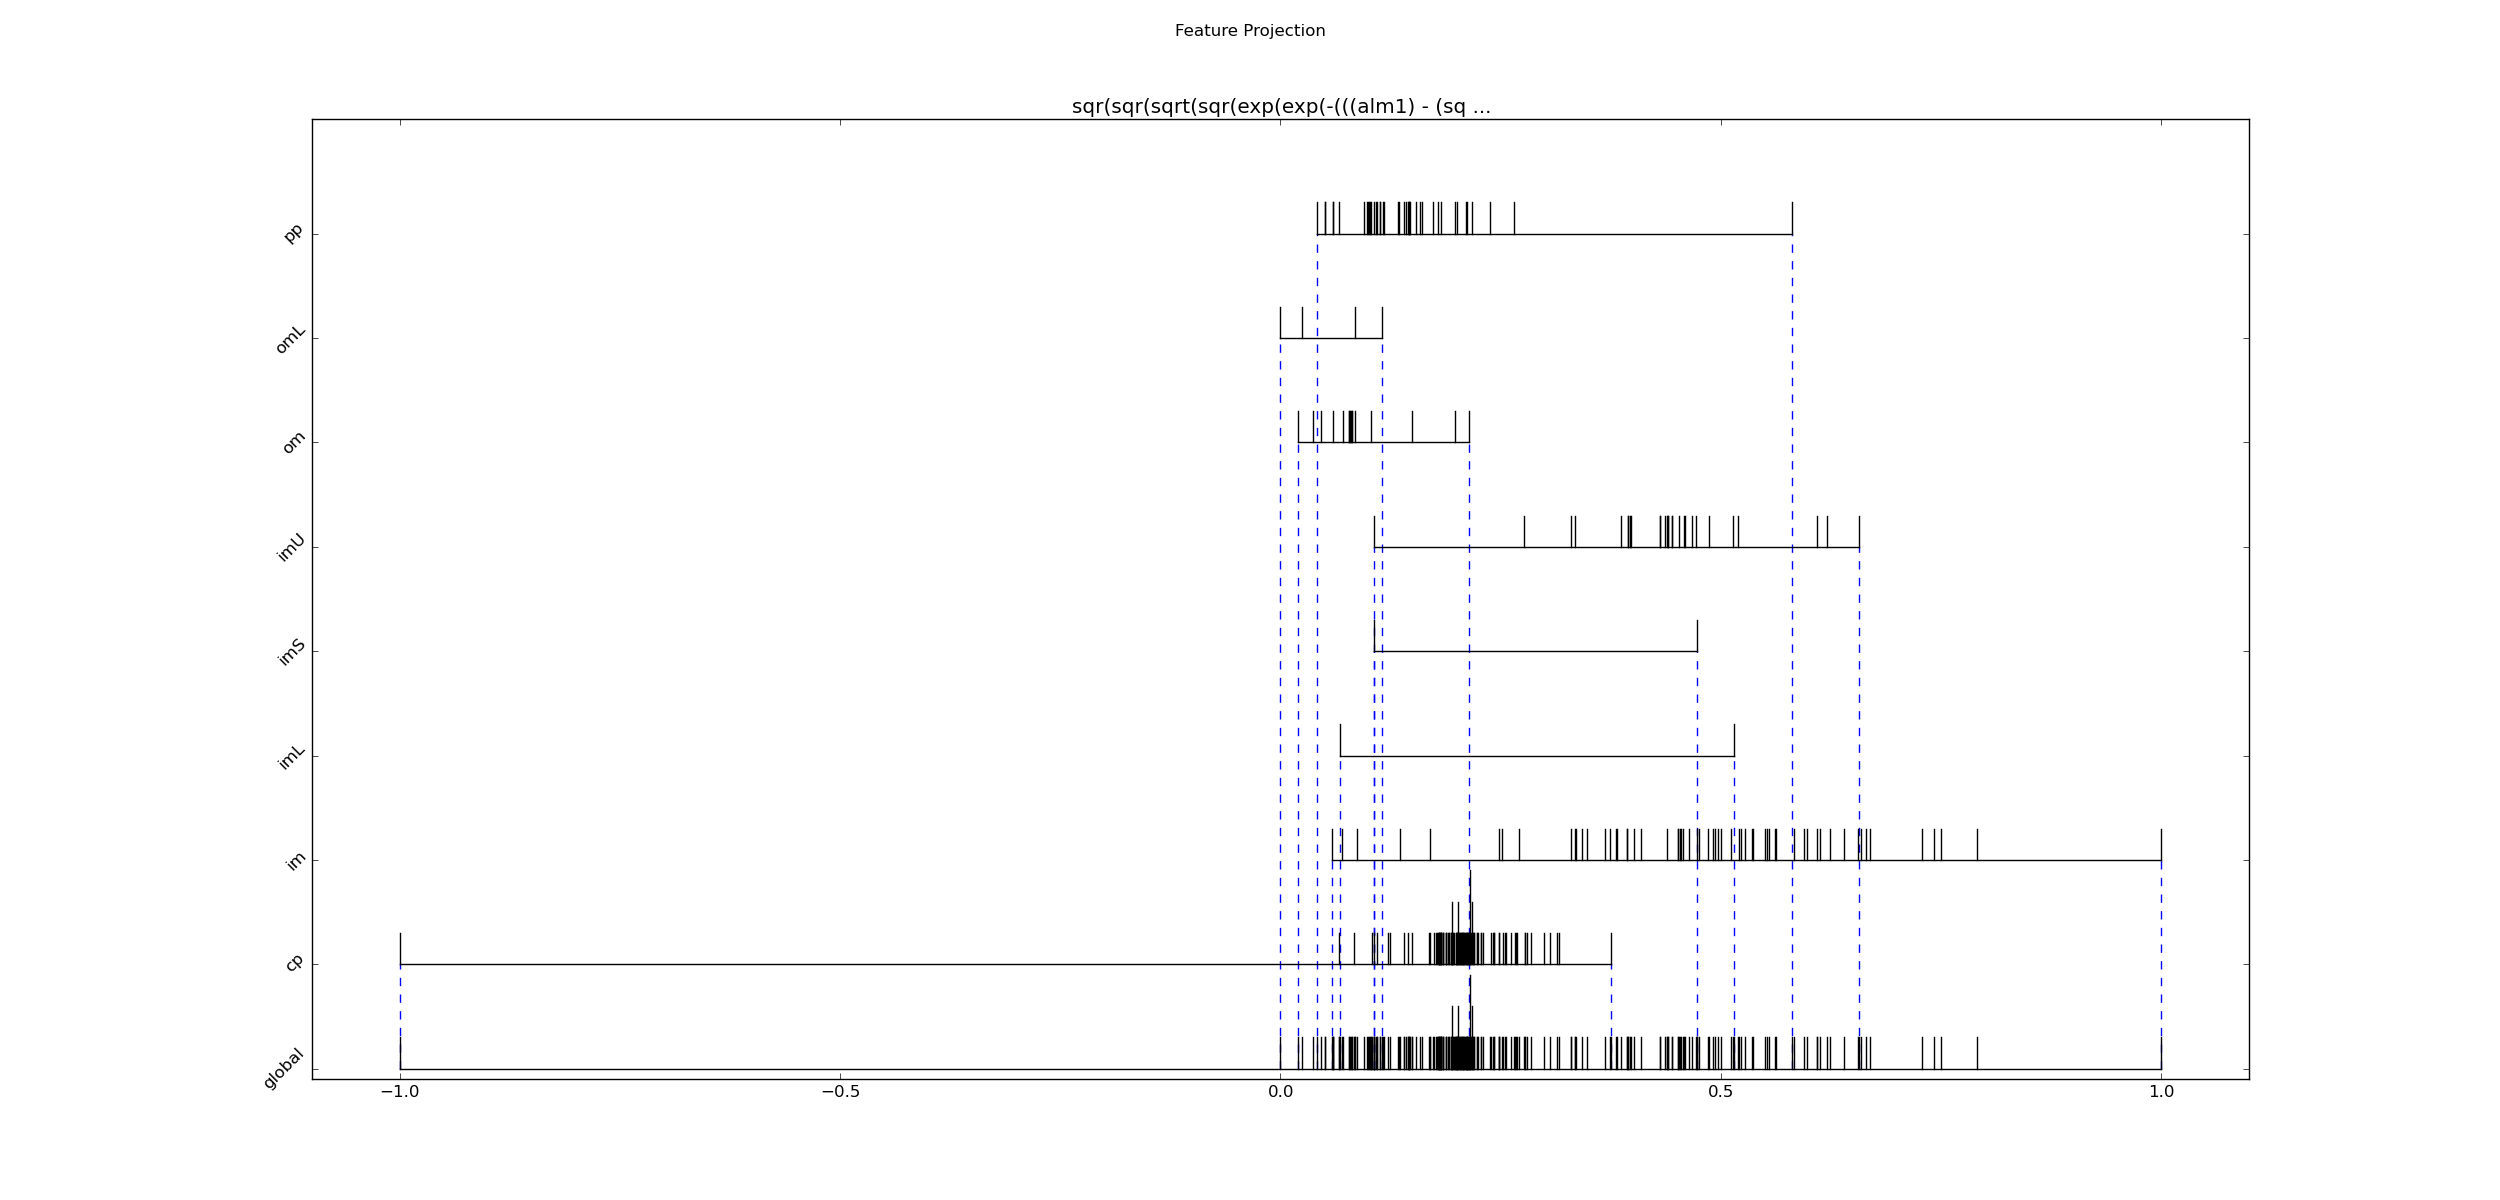 Feature Projection
sqr(sqr(sqrt(sqr(exp(exp(-(((alm1) - (sq ...
pp
omL
om
imU
imS
imL
im
cp
global
−1.0
−0.5
0.0
0.5
1.0